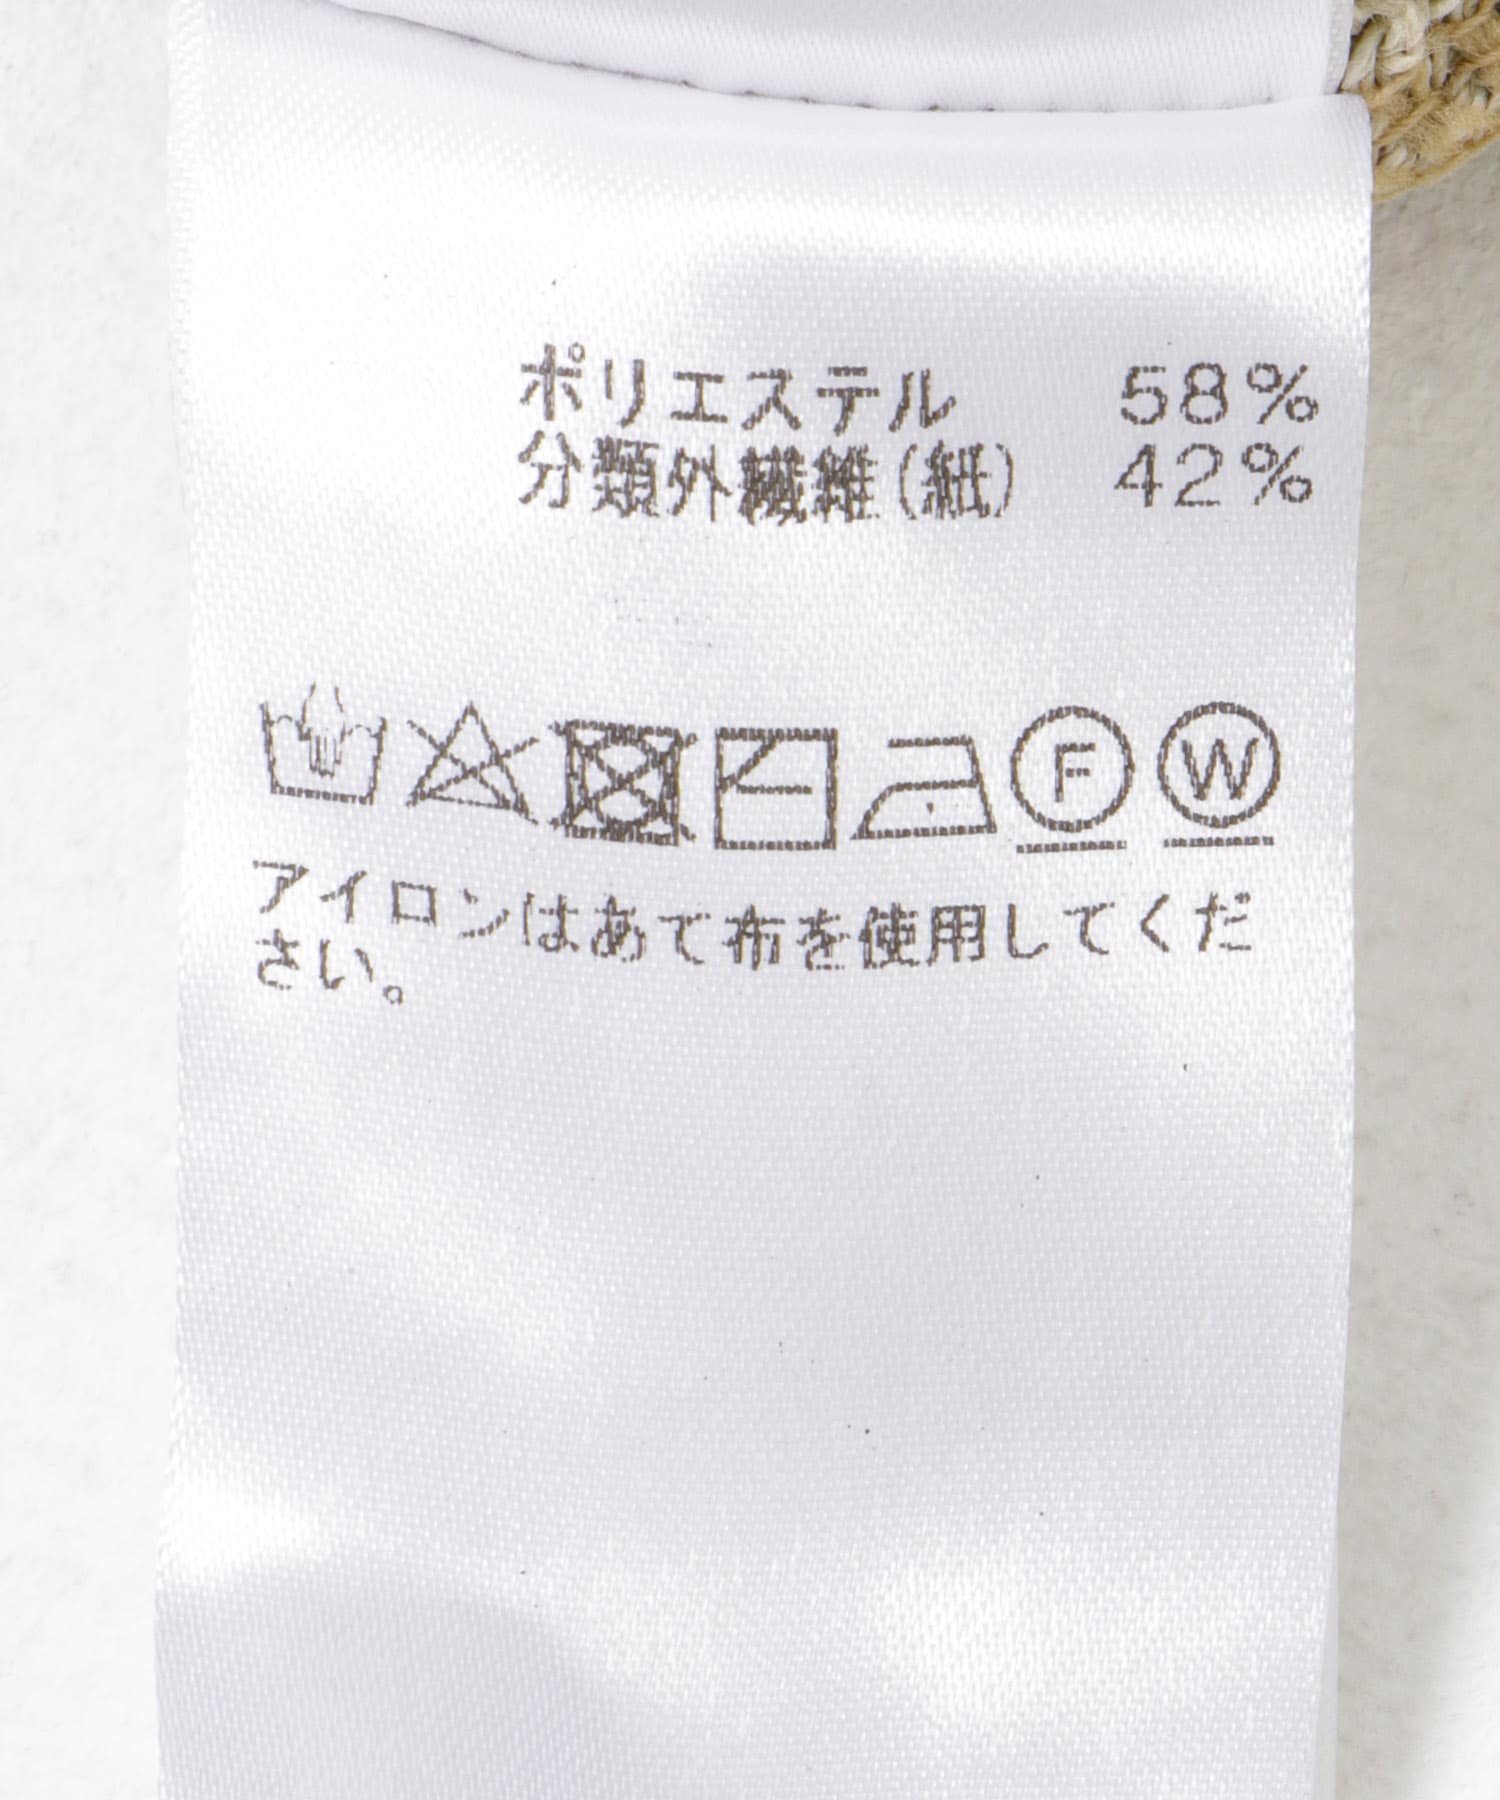 ポリエステル 58%
分類外繊維(紙) 42%
F W
アイロンはあて布を使用してくだ
さい。